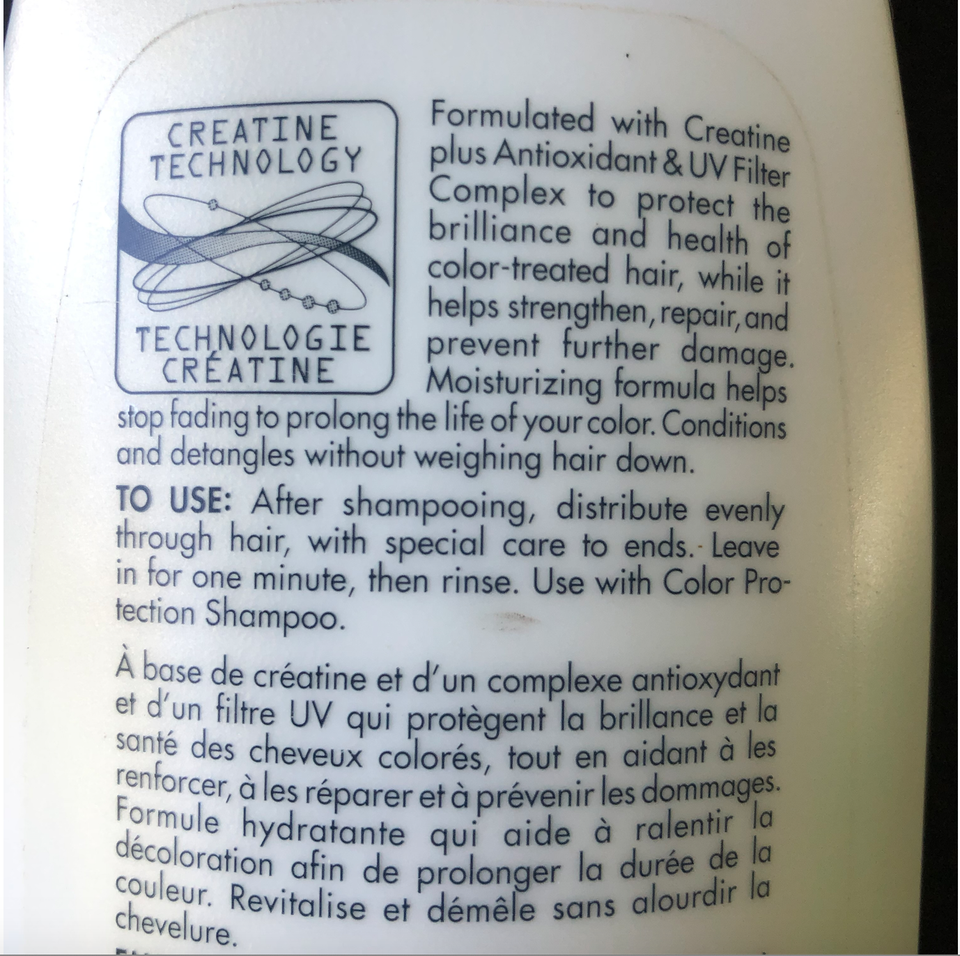 CREATINE
TECHNOLOGY
TECHNOLOGIE
CRÉATINE
Formulated with Creatine
plus Antioxidant & UV Filter
Complex to protect the
brilliance and health of
color-treated hair, while it
helps strengthen, repair, and
prevent further damage.
Moisturizing formula helps
stop fading to prolong the life of your color. Conditions
and detangles without weighing hair down.
TO USE: After shampooing, distribute evenly
through hair, with special care to ends. Leave
in for one minute, then rinse. Use with Color Pro-
tection Shampoo.
À base de créatine et d'un complexe antioxydant
et d'un filtre UV qui protègent la brillance et la
santé des cheveux colorés, tout en aidant à les
renforcer, à les réparer et à prévenir les dommages.
Formule hydratante qui aide à ralentir la
décoloration afin de prolonger la durée de la
couleur. Revitalise et démêle sans alourdir la
chevelure.